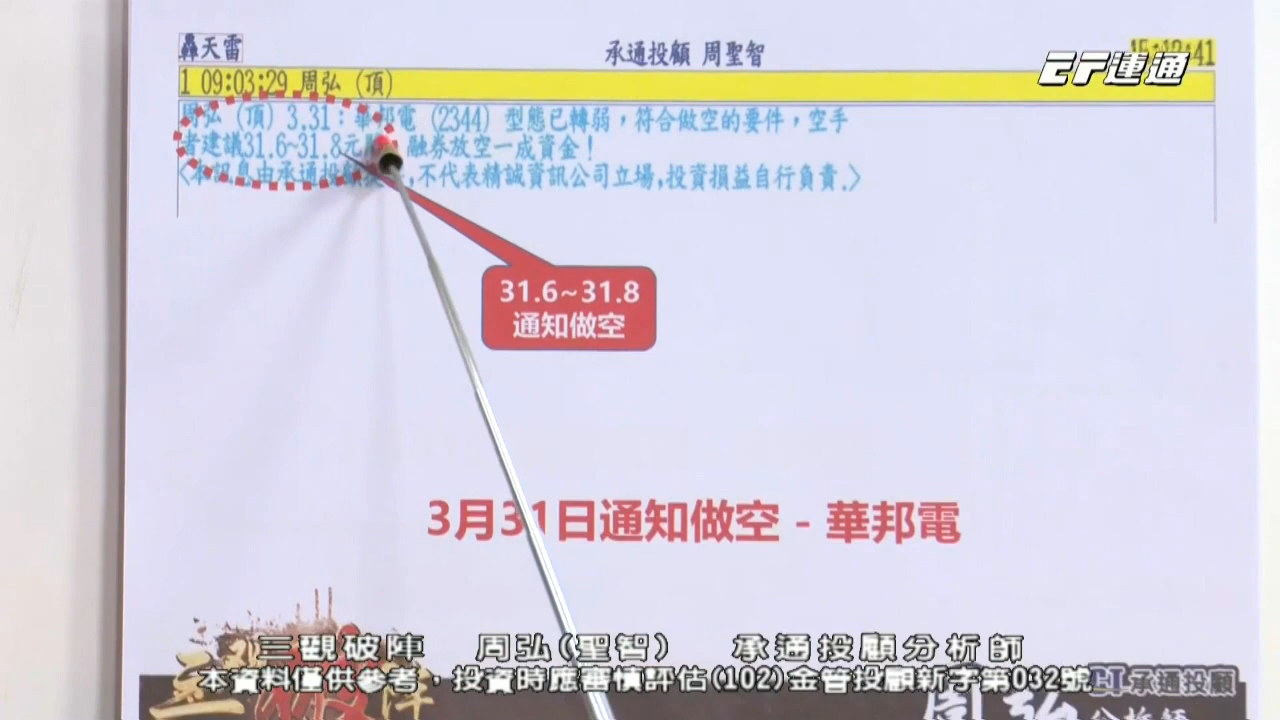 轟天雷
承通投顧 周聖智
EF連通
1 09:03:29 周弘 (頂)
周弘 (頂) 3.31：華邦電 (2344) 型態已轉弱，符合做空的要件，空手
者建議31.6~31.8元 融券放空一成資金！
<本訊息由承通投顧 ,不代表精誠資訊公司立場,投資損益自行負責.>
31.6~31.8
通知做空
3月31日通知做空 - 華邦電
三觀破陣 周弘(聖智) 承通投顧分析師
本資料僅供參考，投資時應審慎評估(102)金管投顧新字第032號
承通投顧
周弘 分析師